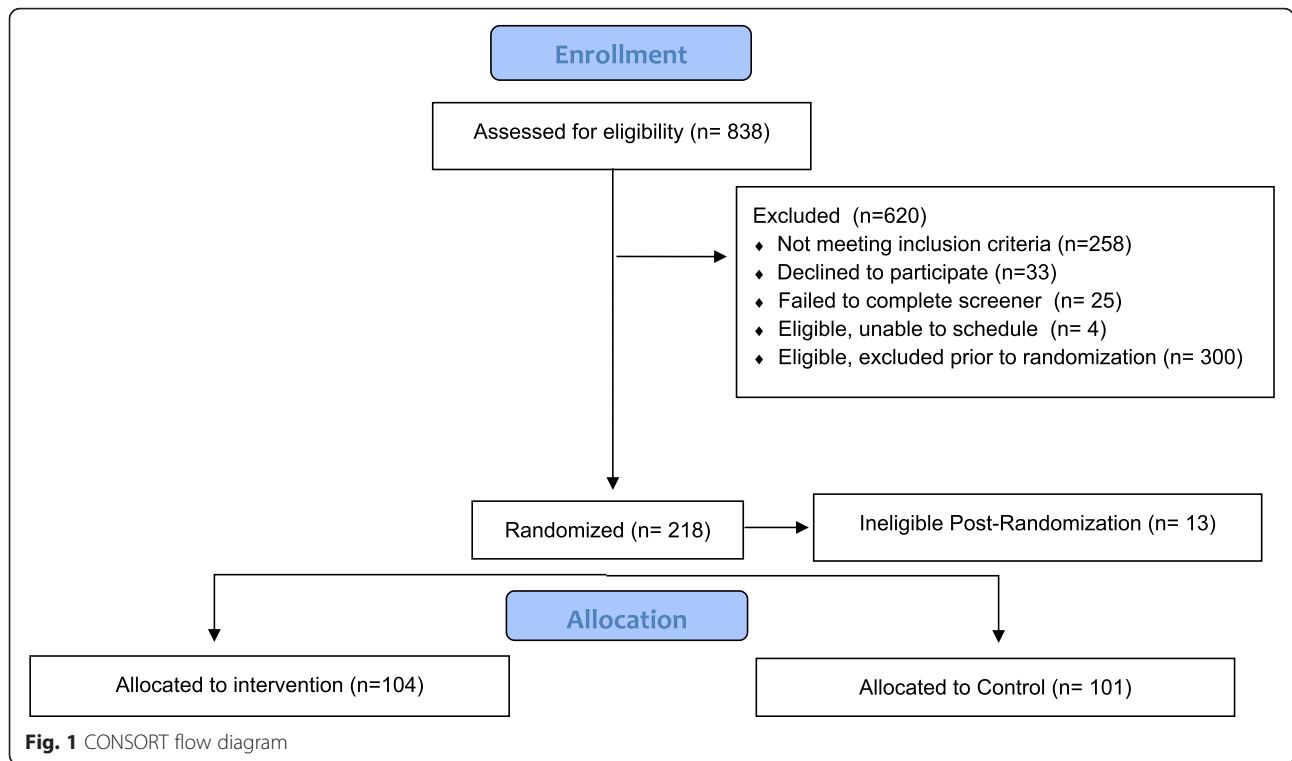 Enrollment
Assessed for eligibility (n= 838)
Excluded (n=620)
♦ Not meeting inclusion criteria (n=258)
♦ Declined to participate (n=33)
♦ Failed to complete screener (n= 25)
♦ Eligible, unable to schedule (n= 4)
♦ Eligible, excluded prior to randomization (n= 300)
Randomized (n= 218)
Ineligible Post-Randomization (n= 13)
Allocation
Allocated to intervention (n=104)
Allocated to Control (n= 101)
Fig. 1 CONSORT flow diagram